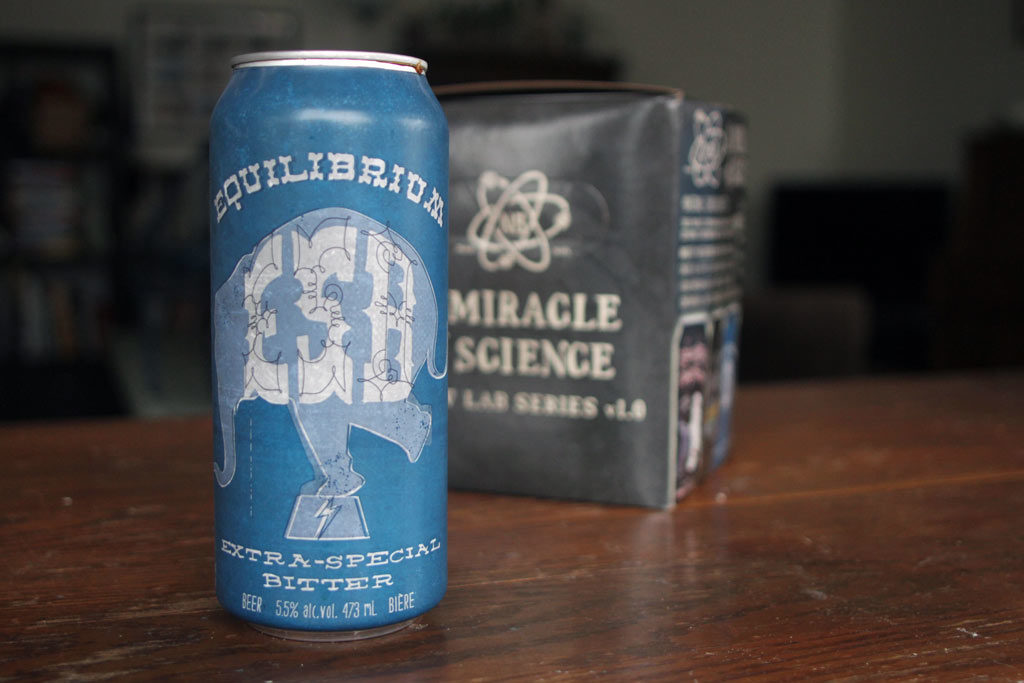 EQUILIBRIUM
ESB
EXTRA-SPECIAL
BITTER
BEER 5.5% alc.vol. 473 mL BIÈRE
MIRACLE
SCIENCE
LAB SERIES v1.0